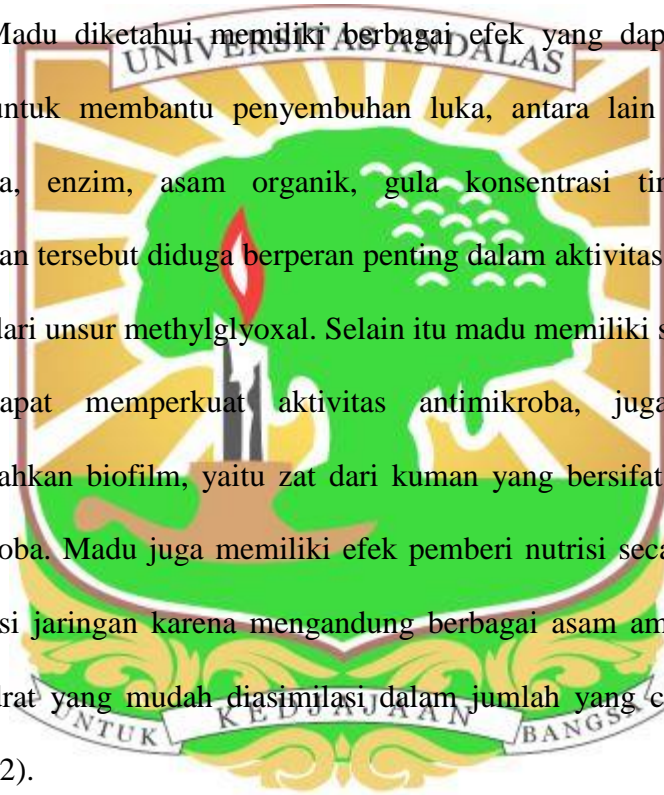 Madu diketahui memiliki berbagai efek yang dap
UNIVERSITAS ANDALAS
untuk membantu penyembuhan luka, antara lain
a, enzim, asam organik, gula konsentrasi tin
an tersebut diduga berperan penting dalam aktivitas
dari unsur methylglyoxal. Selain itu madu memiliki s
apat memperkuat aktivitas antimikroba, juga
ahkan biofilm, yaitu zat dari kuman yang bersifat
oba. Madu juga memiliki efek pemberi nutrisi seca
si jaringan karena mengandung berbagai asam am
drat yang mudah diasimilasi dalam jumlah yang c
UNTUK KEDJAJAAN BANGSA
2).